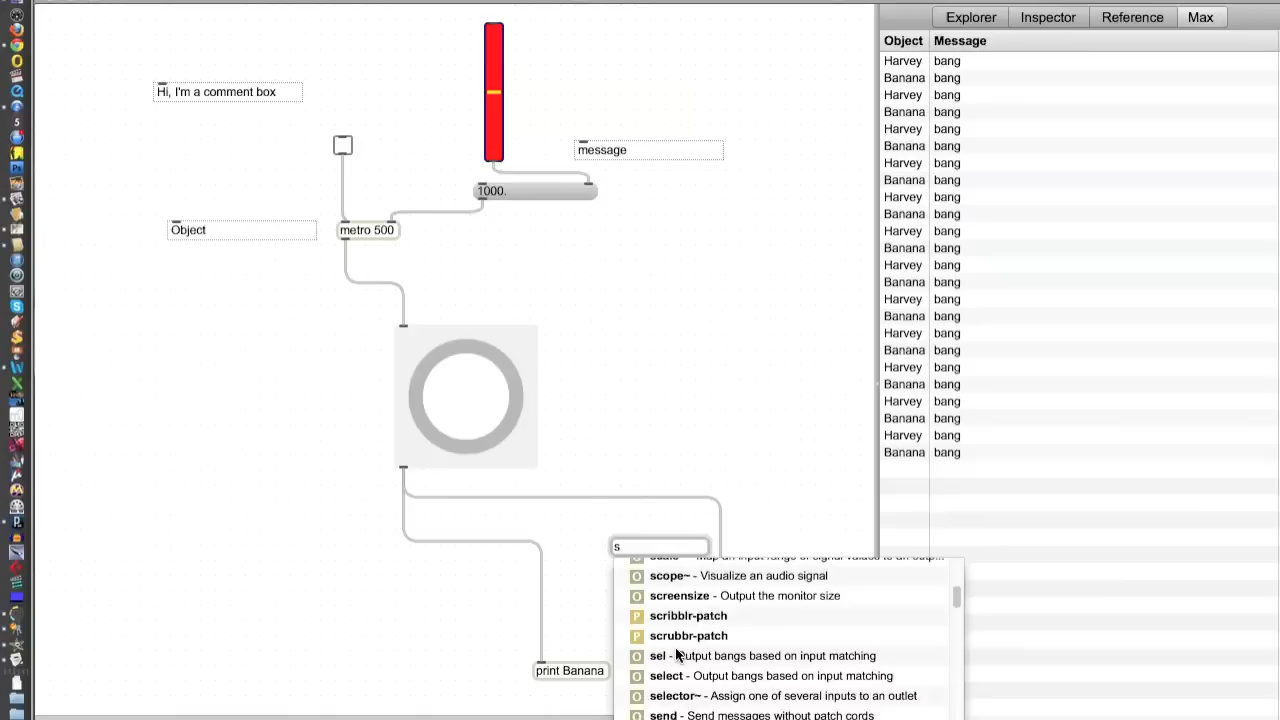 Explorer
Inspector
Reference
Max
Object Message
Harvey bang
Banana bang
Harvey bang
Banana bang
Harvey bang
Banana bang
Harvey bang
Banana bang
Harvey bang
Banana bang
Harvey bang
Banana bang
Harvey bang
Banana bang
Harvey bang
Banana bang
Harvey bang
Banana bang
Harvey bang
Banana bang
Harvey bang
Banana bang
Harvey bang
Banana bang
Hi, I'm a comment box
message
1000.
Object
metro 500
s
scope~ - Visualize an audio signal
screensize - Output the monitor size
scribblr-patch
scrubbr-patch
sel - Output bangs based on input matching
select - Output bangs based on input matching
selector~ - Assign one of several inputs to an outlet
send - Send messages without patch cords
print Banana